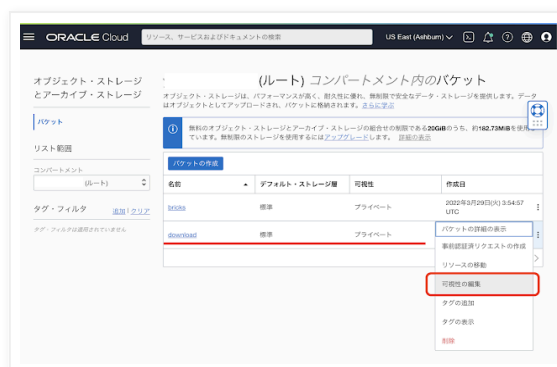 ORACLE Cloud
リソース、サービスおよびドキュメントの検索
US East (Ashburn)
オブジェクト・ストレージ
とアーカイブ・ストレージ
バケット
リスト範囲
コンパートメント
(ルート)
タグ・フィルタ 追加 | クリア
タグ・フィルタは適用されていません
(ルート) コンパートメント内のバケット
オブジェクト・ストレージは、パフォーマンスが高く、耐久性に優れ、無制限で安全なデータ・ストレージを提供します。データ
はオブジェクトとしてアップロードされ、バケットに格納されます。さらに学ぶ
無料のオブジェクト・ストレージとアーカイブ・ストレージの組合せの制限である20GiBのうち、約182.73MiBを使用
ています。無制限のストレージを使用するにはアップグレードします。 詳細の表示
バケットの作成
名前 デフォルト・ストレージ層 可視性 作成日
bricks 標準 プライベート 2022年3月29日(火) 3:54:57
UTC
download 標準 プライベート
バケットの詳細の表示
事前認証済リクエストの作成
リソースの移動
可視性の編集
タグの追加
タグの表示
削除